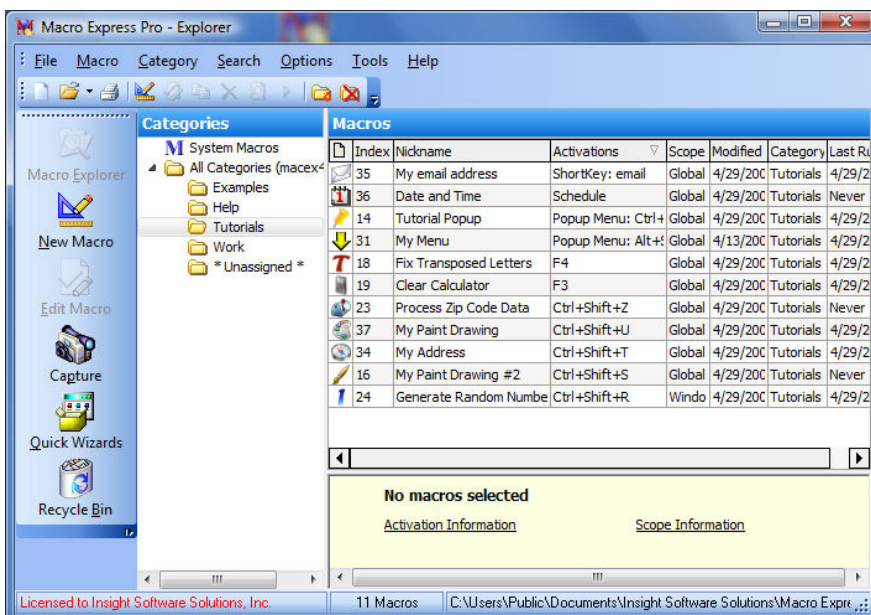 Macro Express Pro - Explorer
File Macro Category Search Options Tools Help
Categories
System Macros
All Categories (macex4
Examples
Help
Tutorials
Work
* Unassigned *
Macro Explorer
New Macro
Edit Macro
Capture
Quick Wizards
Recycle Bin
Macros
Index Nickname Activations Scope Modified Category Last Ru
35 My email address ShortKey: email Global 4/29/200 Tutorials 4/29/2
36 Date and Time Schedule Global 4/29/200 Tutorials Never
14 Tutorial Popup Popup Menu: Ctrl+ Global 4/29/200 Tutorials 4/29/2
31 My Menu Popup Menu: Alt+S Global 4/13/200 Tutorials 4/29/2
18 Fix Transposed Letters F4 Global 4/29/200 Tutorials 4/29/2
19 Clear Calculator F3 Global 4/29/200 Tutorials 4/29/2
23 Process Zip Code Data Ctrl+Shift+Z Global 4/29/200 Tutorials Never
37 My Paint Drawing Ctrl+Shift+U Global 4/29/200 Tutorials 4/29/2
34 My Address Ctrl+Shift+T Global 4/29/200 Tutorials 4/29/2
16 My Paint Drawing #2 Ctrl+Shift+S Global 4/29/200 Tutorials Never
24 Generate Random Numbe Ctrl+Shift+R Windo 4/29/200 Tutorials 4/29/2
No macros selected
Activation Information Scope Information
Licensed to Insight Software Solutions, Inc. 11 Macros C:\Users\Public\Documents\Insight Software Solutions\Macro Expre